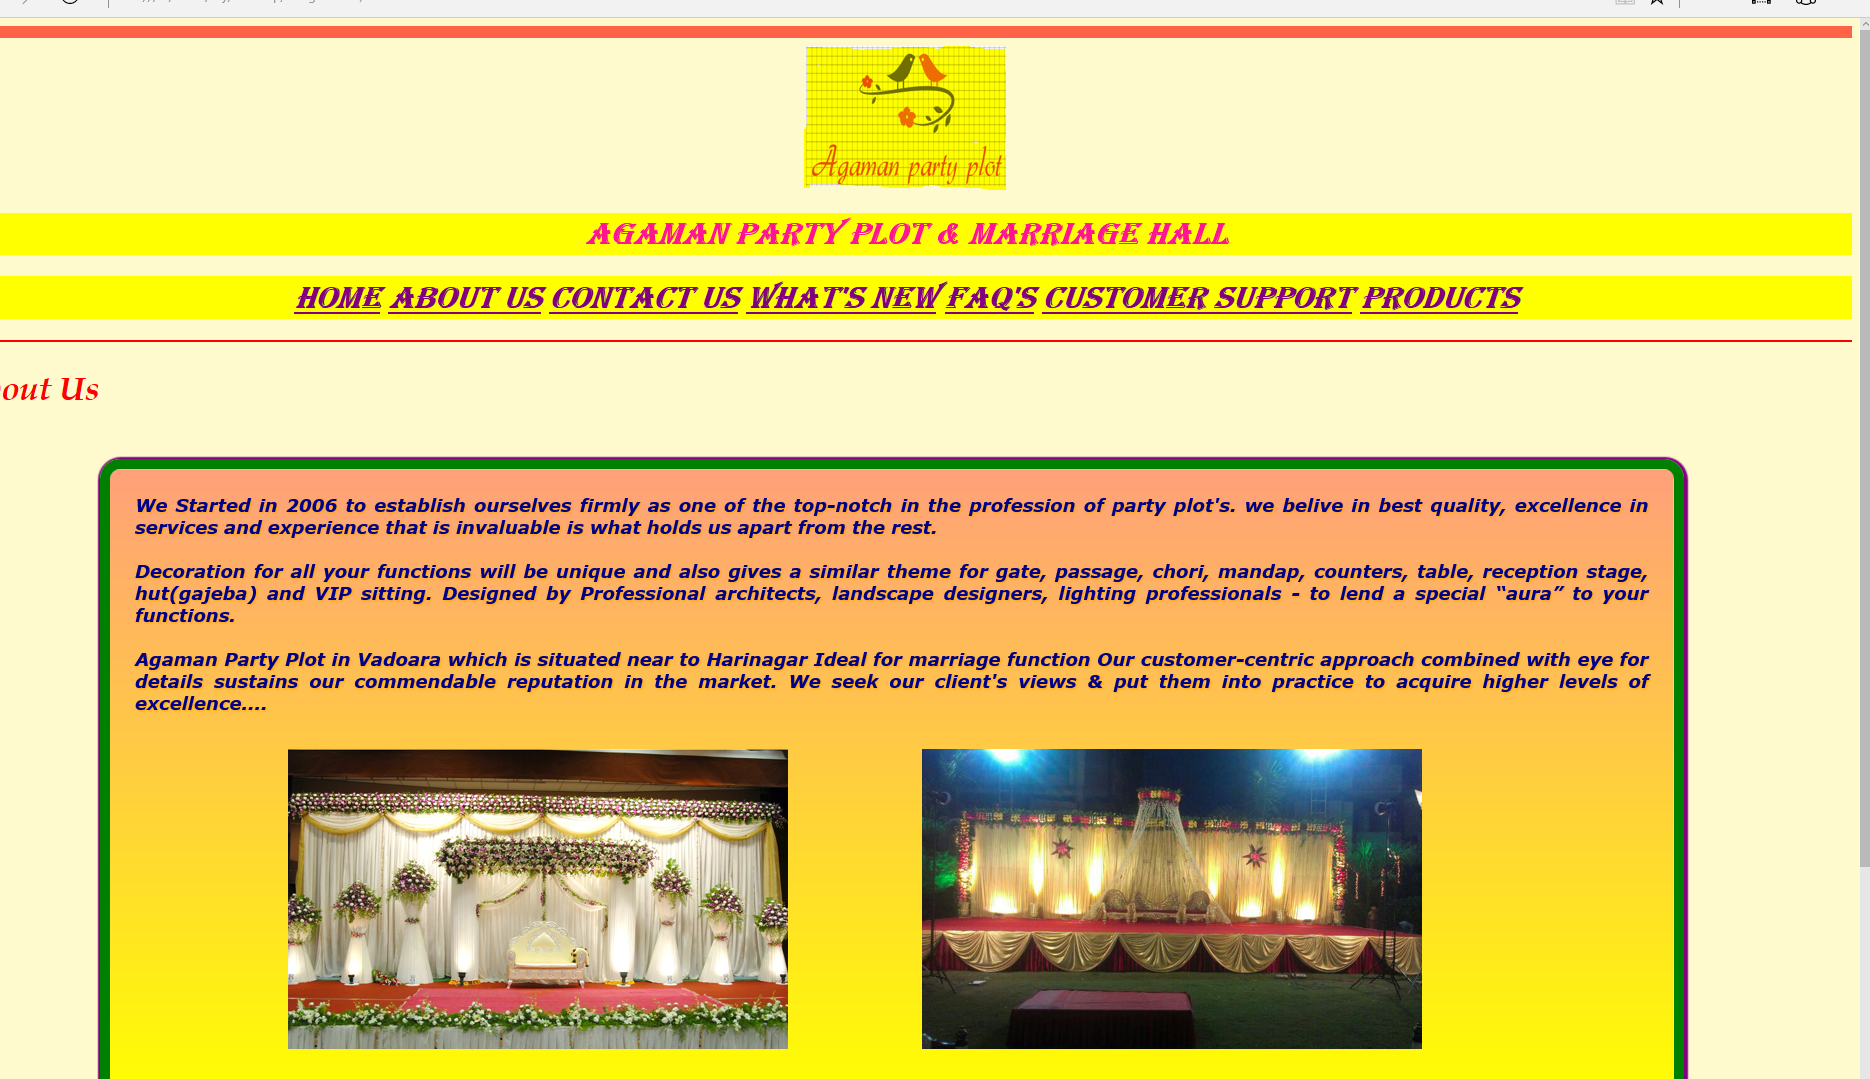 Agaman party plot
AGAMAN PARTY PLOT & MARRIAGE HALL
HOME ABOUT US CONTACT US WHAT'S NEW FAQ'S CUSTOMER SUPPORT PRODUCTS
out Us
We Started in 2006 to establish ourselves firmly as one of the top-notch in the profession of party plot's. we belive in best quality, excellence in
services and experience that is invaluable is what holds us apart from the rest.
Decoration for all your functions will be unique and also gives a similar theme for gate, passage, chori, mandap, counters, table, reception stage,
hut(gajeba) and VIP sitting. Designed by Professional architects, landscape designers, lighting professionals - to lend a special “aura” to your
functions.
Agaman Party Plot in Vadoara which is situated near to Harinagar Ideal for marriage function Our customer-centric approach combined with eye for
details sustains our commendable reputation in the market. We seek our client's views & put them into practice to acquire higher levels of
excellence....